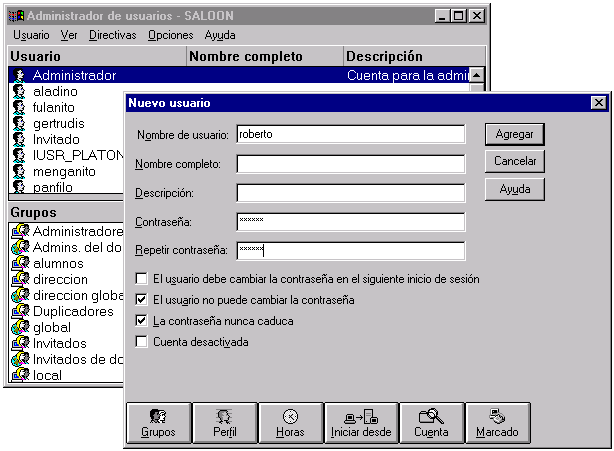 Administrador de usuarios - SALOON
Usuario Ver Directivas Opciones Ayuda
Usuario Nombre completo Descripción
Administrador Cuenta para la admi
aladino
fulanito
gertrudis
Invitado
IUSR_PLATON
menganito
panfilo
Grupos
Administradore
Admins. del do
alumnos
direccion
direccion globa
Duplicadores
global
Invitados
Invitados de do
local
Nuevo usuario
Nombre de usuario: roberto Agregar
Nombre completo: Cancelar
Descripción: Ayuda
Contraseña: ******
Repetir contraseña: ******
El usuario debe cambiar la contraseña en el siguiente inicio de sesión
El usuario no puede cambiar la contraseña
La contraseña nunca caduca
Cuenta desactivada
Grupos Perfil Horas Iniciar desde Cuenta Marcado